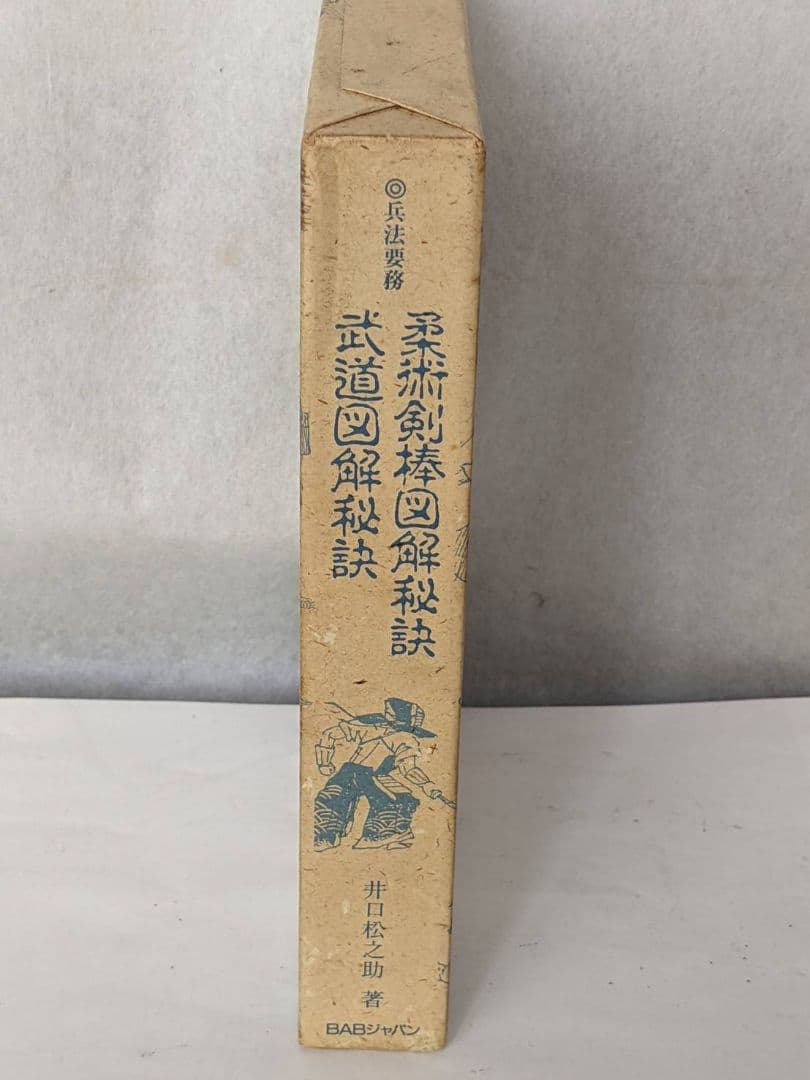 ◎兵法要務
柔術剣棒図解秘訣
武道図解秘訣
井口松之助 著
BABジャパン